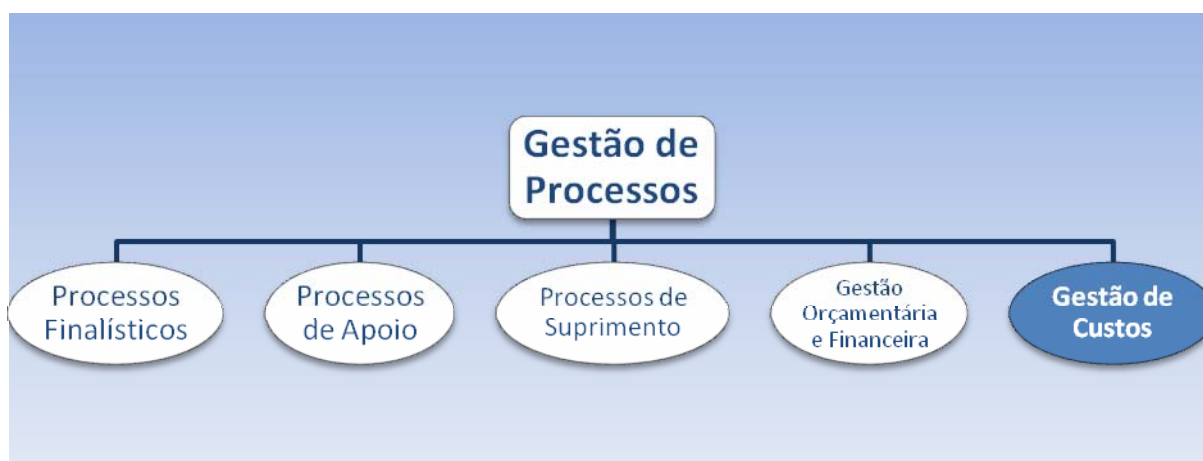 Gestão de
Processos
Processos
Finalísticos
Processos
de Apoio
Processos de
Suprimento
Gestão
Orçamentária
e Financeira
Gestão de
Custos